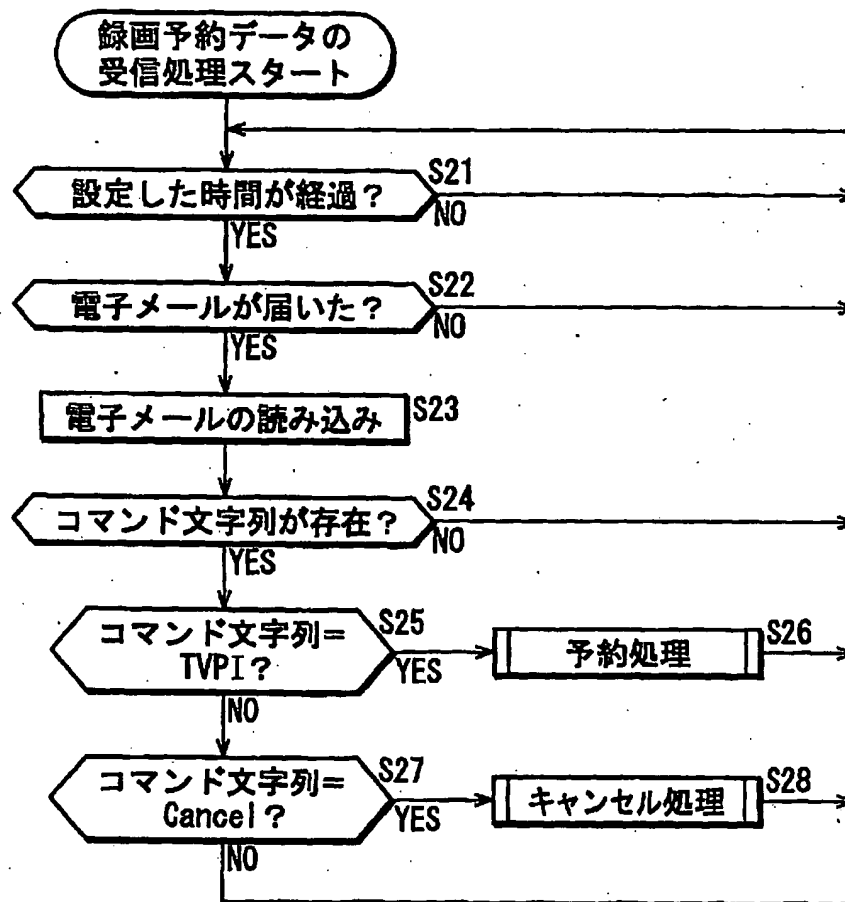 録画予約データの
受信処理スタート
設定した時間が経過？
S21
NO
YES
電子メールが届いた？
S22
NO
YES
電子メールの読み込み
S23
コマンド文字列が存在？
S24
NO
YES
コマンド文字列＝
TVPI？
S25
YES
予約処理
S26
NO
コマンド文字列＝
Cancel？
S27
YES
キャンセル処理
S28
NO